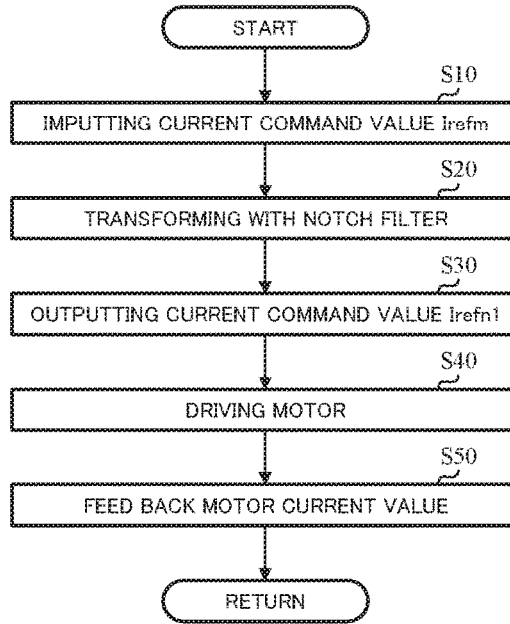 START
S10
IMPUTTING CURRENT COMMAND VALUE Irefm
S20
TRANSFORMING WITH NOTCH FILTER
S30
OUTPUTTING CURRENT COMMAND VALUE Irefn1
S40
DRIVING MOTOR
S50
FEED BACK MOTOR CURRENT VALUE
RETURN